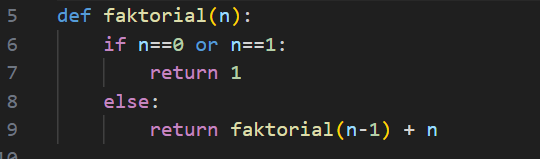 5 def faktorial(n):
6     if n==0 or n==1:
7         return 1
8     else:
9         return faktorial(n-1) + n